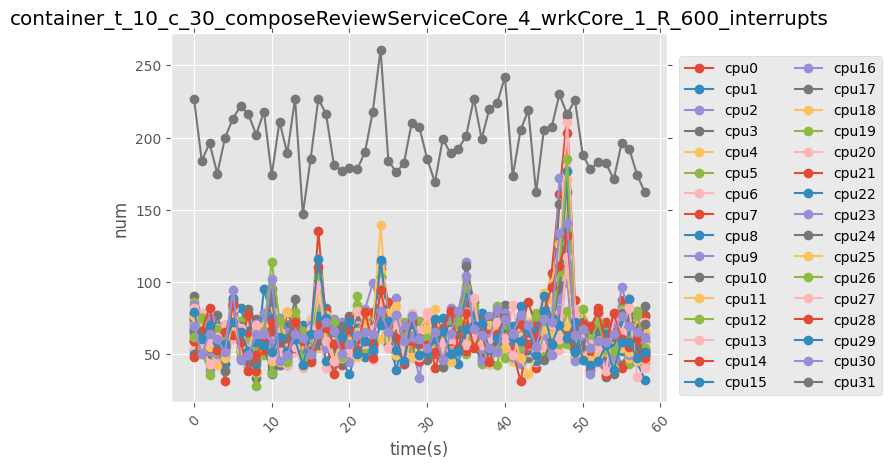 container_t_10_c_30_composeReviewServiceCore_4_wrkCore_1_R_600_interrupts
250
200
150
100
50
num
0
10
20
30
40
50
60
time(s)
cpu0
cpu1
cpu2
cpu3
cpu4
cpu5
cpu6
cpu7
cpu8
cpu9
cpu10
cpu11
cpu12
cpu13
cpu14
cpu15
cpu16
cpu17
cpu18
cpu19
cpu20
cpu21
cpu22
cpu23
cpu24
cpu25
cpu26
cpu27
cpu28
cpu29
cpu30
cpu31